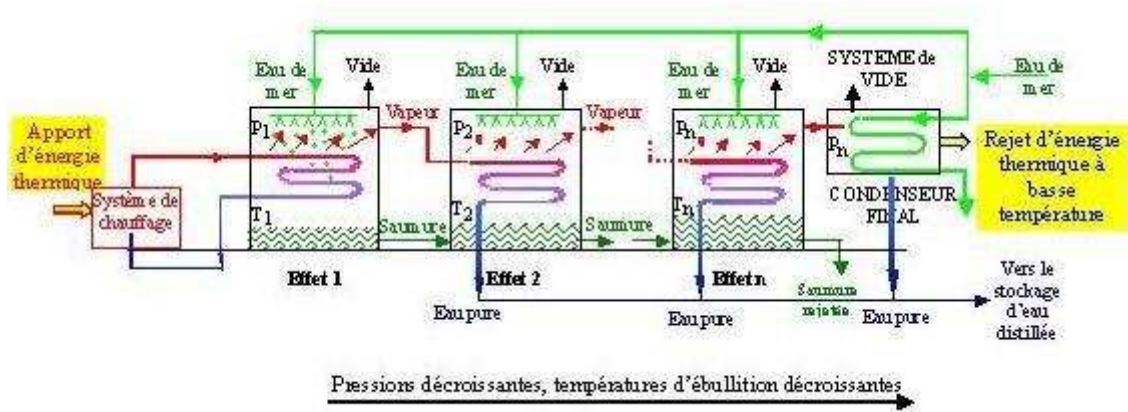 SYSTEME de
VIDE
Eau de
mer
Vide
Eau de
mer
Vide
Eau de
mer
Vide
Eau de
mer
Apport
d'énergie
thermique
Système de
chauffage
P1
T1
Vapeur
P2
T2
Vapeur
Pn
Tn
Pn
CONDENSEUR
FINAL
Rejet d'énergie
thermique à
basse
température
Saumure
Saumure
Effet 1
Effet 2
Effet n
Saumure
rejetée
Eau pure
Eau pure
Eau pure
Vers le
stockage
d'eau
distillée
Pressions décroissantes, températures d'ébullition décroissantes